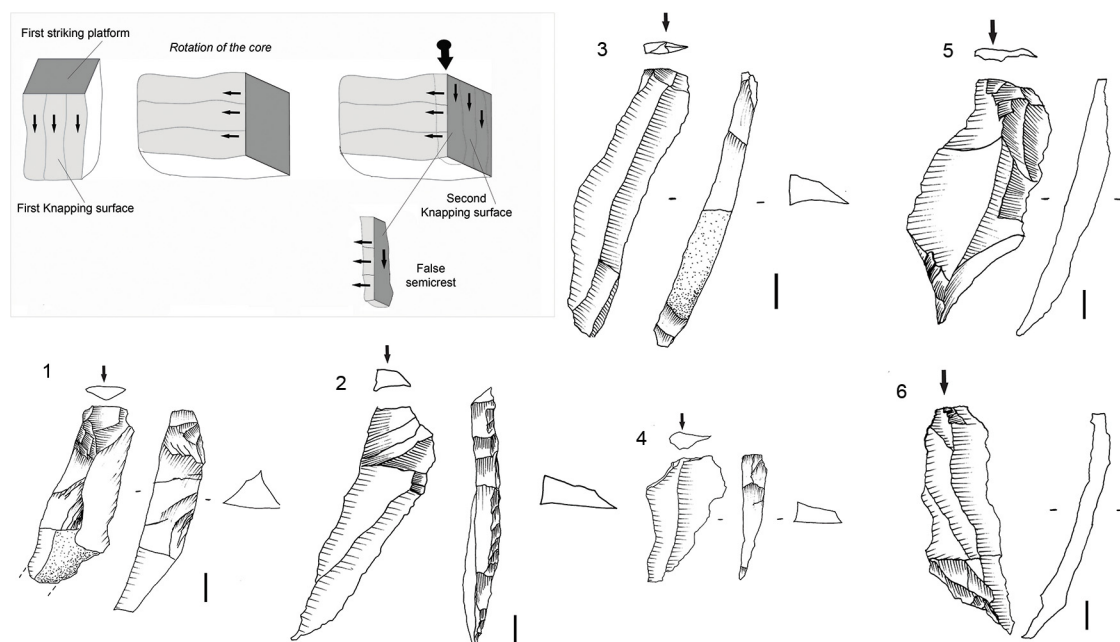 First striking platform
Rotation of the core
First Knapping surface
Second
Knapping surface
False
semicrest
3
5
1
2
4
6